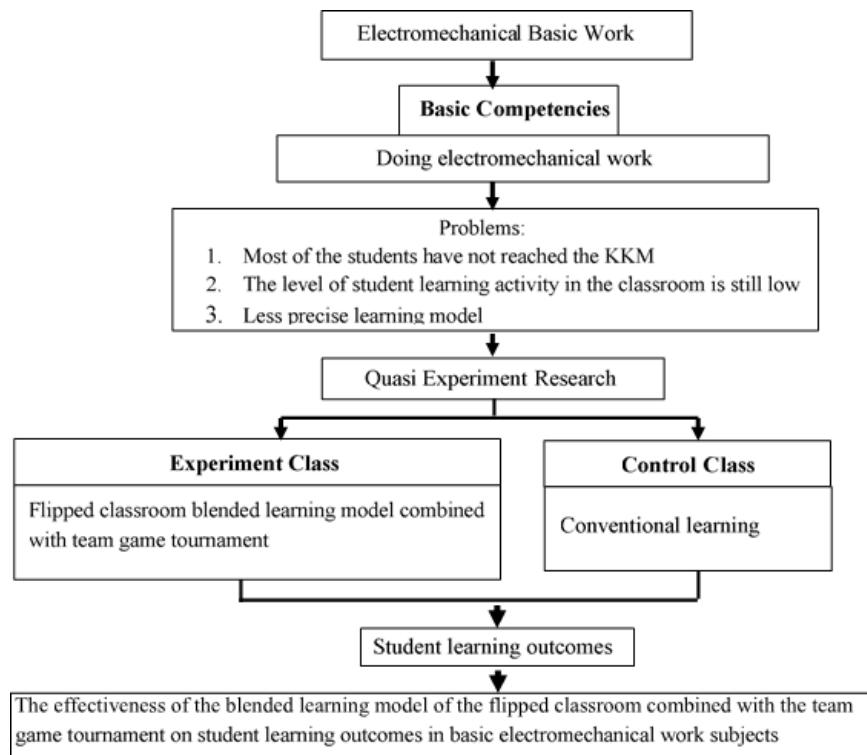 Electromechanical Basic Work
Basic Competencies
Doing electromechanical work
Problems:
1. Most of the students have not reached the KKM
2. The level of student learning activity in the classroom is still low
3. Less precise learning model
Quasi Experiment Research
Experiment Class
Flipped classroom blended learning model combined
with team game tournament
Control Class
Conventional learning
Student learning outcomes
The effectiveness of the blended learning model of the flipped classroom combined with the team
game tournament on student learning outcomes in basic electromechanical work subjects